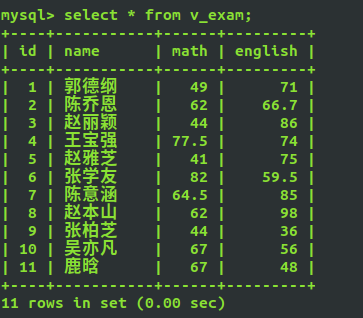 mysql> select * from v_exam;
+----+-----------+------+---------+
| id | name | math | english |
+----+-----------+------+---------+
| 1 | 郭德纲 | 49 | 71 |
| 2 | 陈乔恩 | 62 | 66.7 |
| 3 | 赵丽颖 | 44 | 86 |
| 4 | 王宝强 | 77.5 | 74 |
| 5 | 赵雅芝 | 41 | 75 |
| 6 | 张学友 | 82 | 59.5 |
| 7 | 陈意涵 | 64.5 | 85 |
| 8 | 赵本山 | 62 | 98 |
| 9 | 张柏芝 | 44 | 36 |
| 10 | 吴亦凡 | 67 | 56 |
| 11 | 鹿晗 | 67 | 48 |
+----+-----------+------+---------+
11 rows in set (0.00 sec)